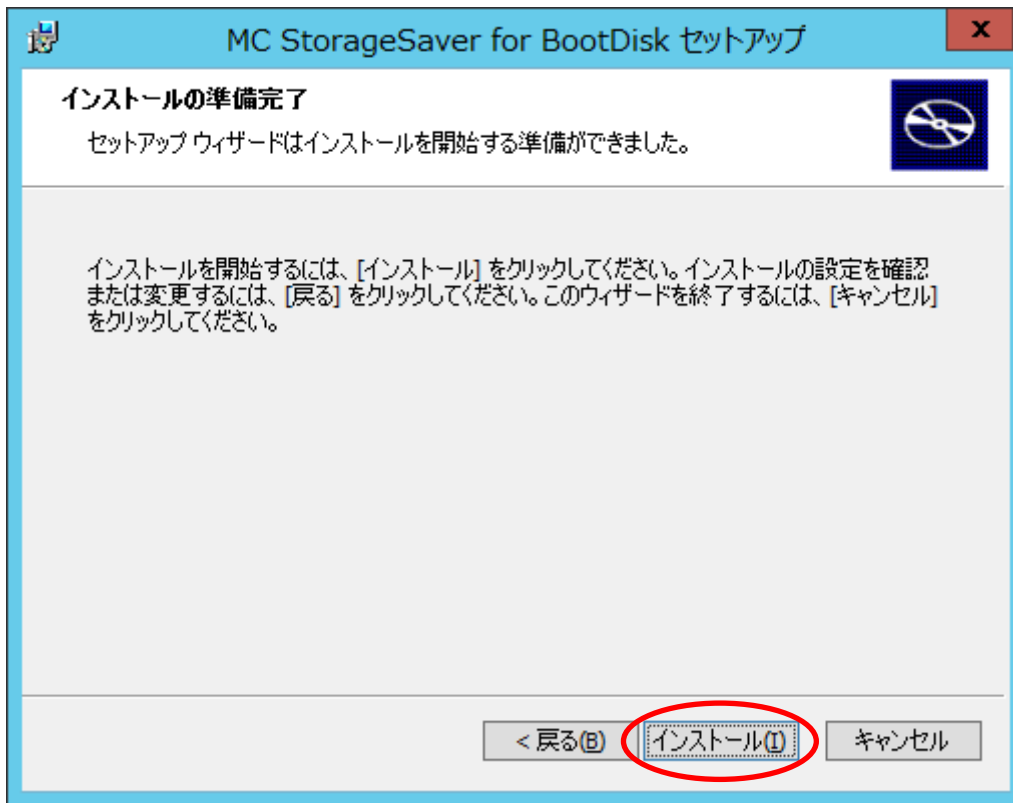 MC StorageSaver for BootDisk セットアップ
x
インストールの準備完了
セットアップ ウィザードはインストールを開始する準備ができました。
インストールを開始するには、[インストール] をクリックしてください。インストールの設定を確認
または変更するには、[戻る] をクリックしてください。このウィザードを終了するには、[キャンセル]
をクリックしてください。
< 戻る(B) インストール(I) キャンセル